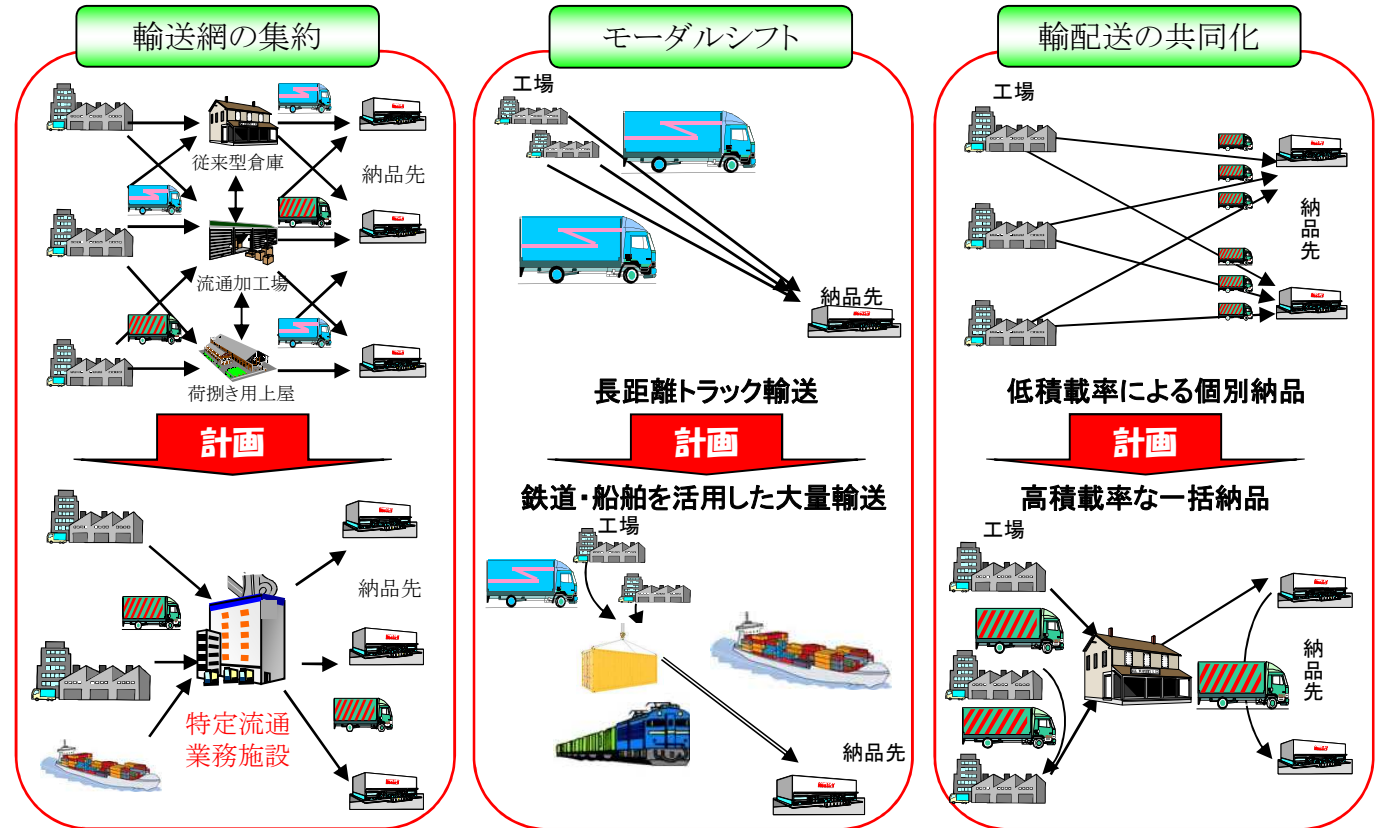 輸送網の集約
従来型倉庫
納品先
流通加工場
荷捌き用上屋
計画
納品先
特定流通
業務施設
モーダルシフト
工場
納品先
長距離トラック輸送
計画
鉄道・船舶を活用した大量輸送
工場
納品先
輸配送の共同化
工場
納品先
低積載率による個別納品
計画
高積載率な一括納品
工場
納品先